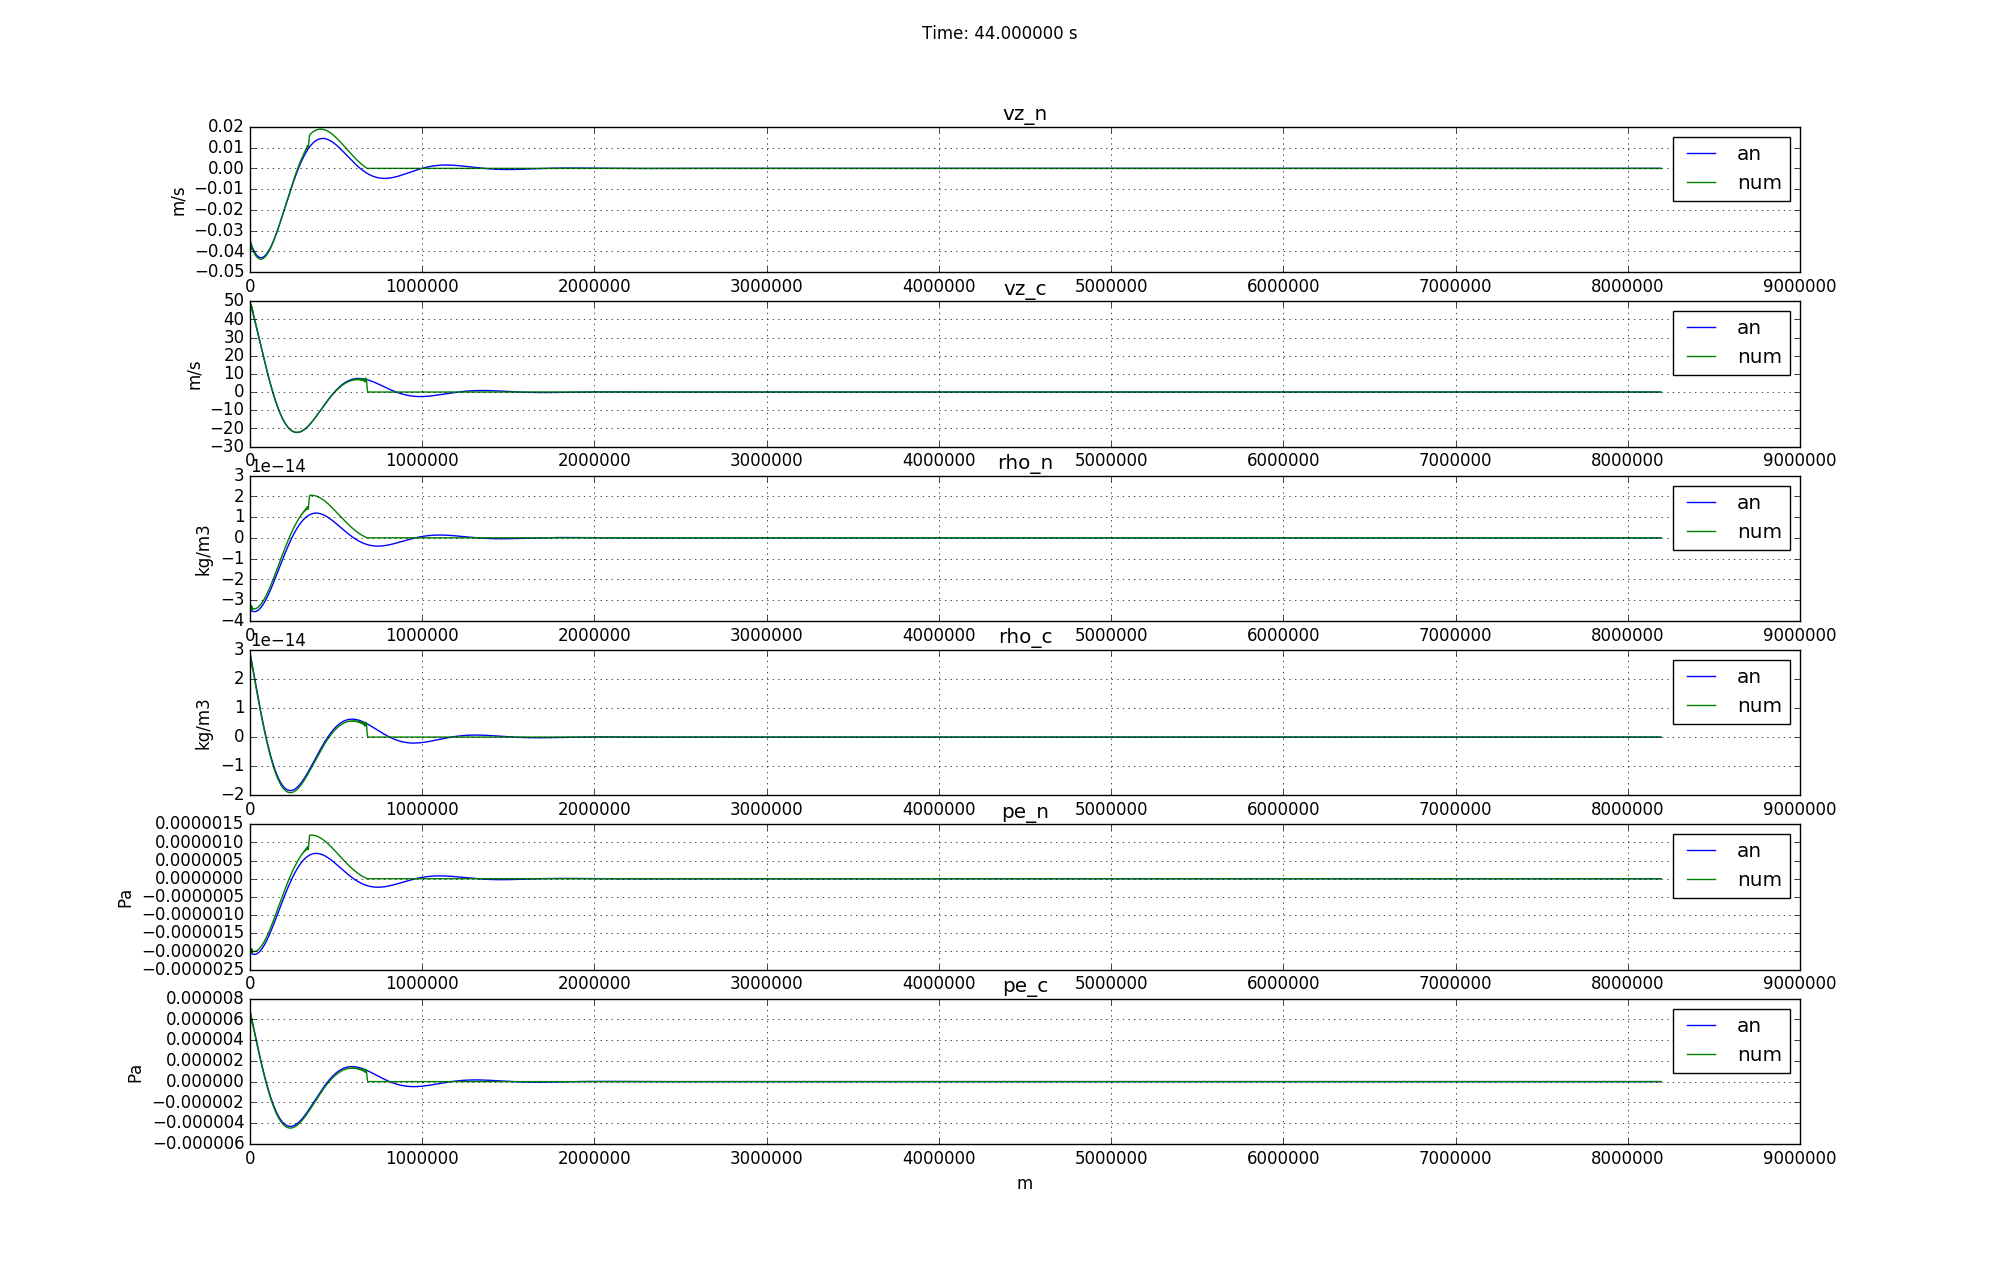 Time: 44.000000 s
vz_n
0.02
0.01
0.00
−0.01
−0.02
−0.03
−0.04
−0.05
m/s
an
num
0 1000000 2000000 3000000 4000000 5000000 6000000 7000000 8000000 9000000
vz_c
50
40
30
20
10
0
−10
−20
−30
m/s
an
num
0 1000000 2000000 3000000 4000000 5000000 6000000 7000000 8000000 9000000
1e−14
rho_n
3
2
1
0
−1
−2
−3
−4
kg/m3
an
num
0 1000000 2000000 3000000 4000000 5000000 6000000 7000000 8000000 9000000
1e−14
rho_c
3
2
1
0
−1
−2
kg/m3
an
num
0 1000000 2000000 3000000 4000000 5000000 6000000 7000000 8000000 9000000
pe_n
0.0000015
0.0000010
0.0000005
0.0000000
−0.0000005
−0.0000010
−0.0000015
−0.0000020
−0.0000025
Pa
an
num
0 1000000 2000000 3000000 4000000 5000000 6000000 7000000 8000000 9000000
pe_c
0.000008
0.000006
0.000004
0.000002
0.000000
−0.000002
−0.000004
−0.000006
Pa
an
num
0 1000000 2000000 3000000 4000000 5000000 6000000 7000000 8000000 9000000
m